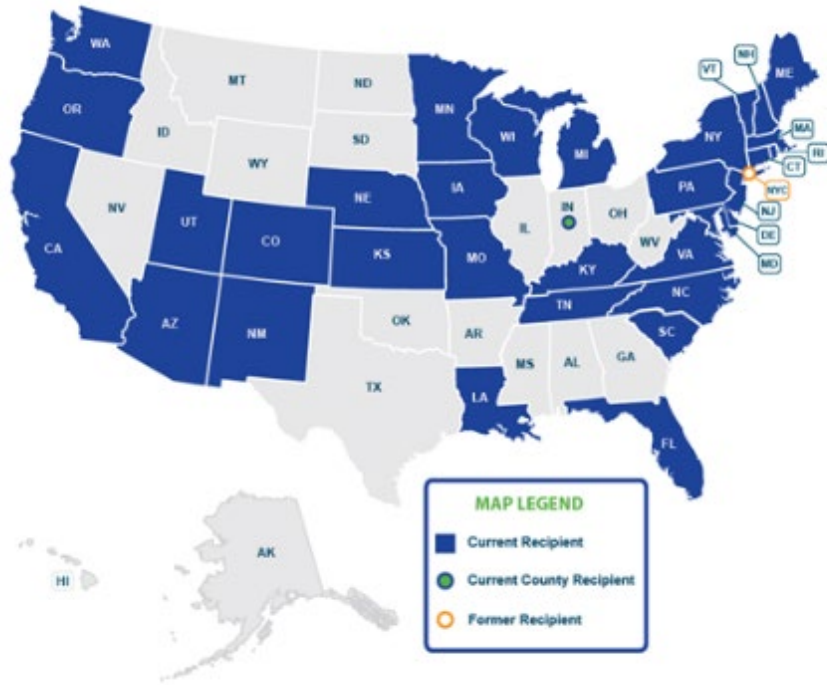 WA
MT
ND
MN
VT
NH
ME
OR
ID
SD
WI
MI
NY
MA
RI
CT
NYC
WY
NV
UT
CO
NE
IA
IL
IN
OH
PA
NJ
DE
MD
WV
VA
CA
KS
MO
KY
AZ
NM
OK
AR
TN
NC
SC
TX
LA
MS
AL
GA
FL
HI
AK
MAP LEGEND
Current Recipient
Current County Recipient
Former Recipient